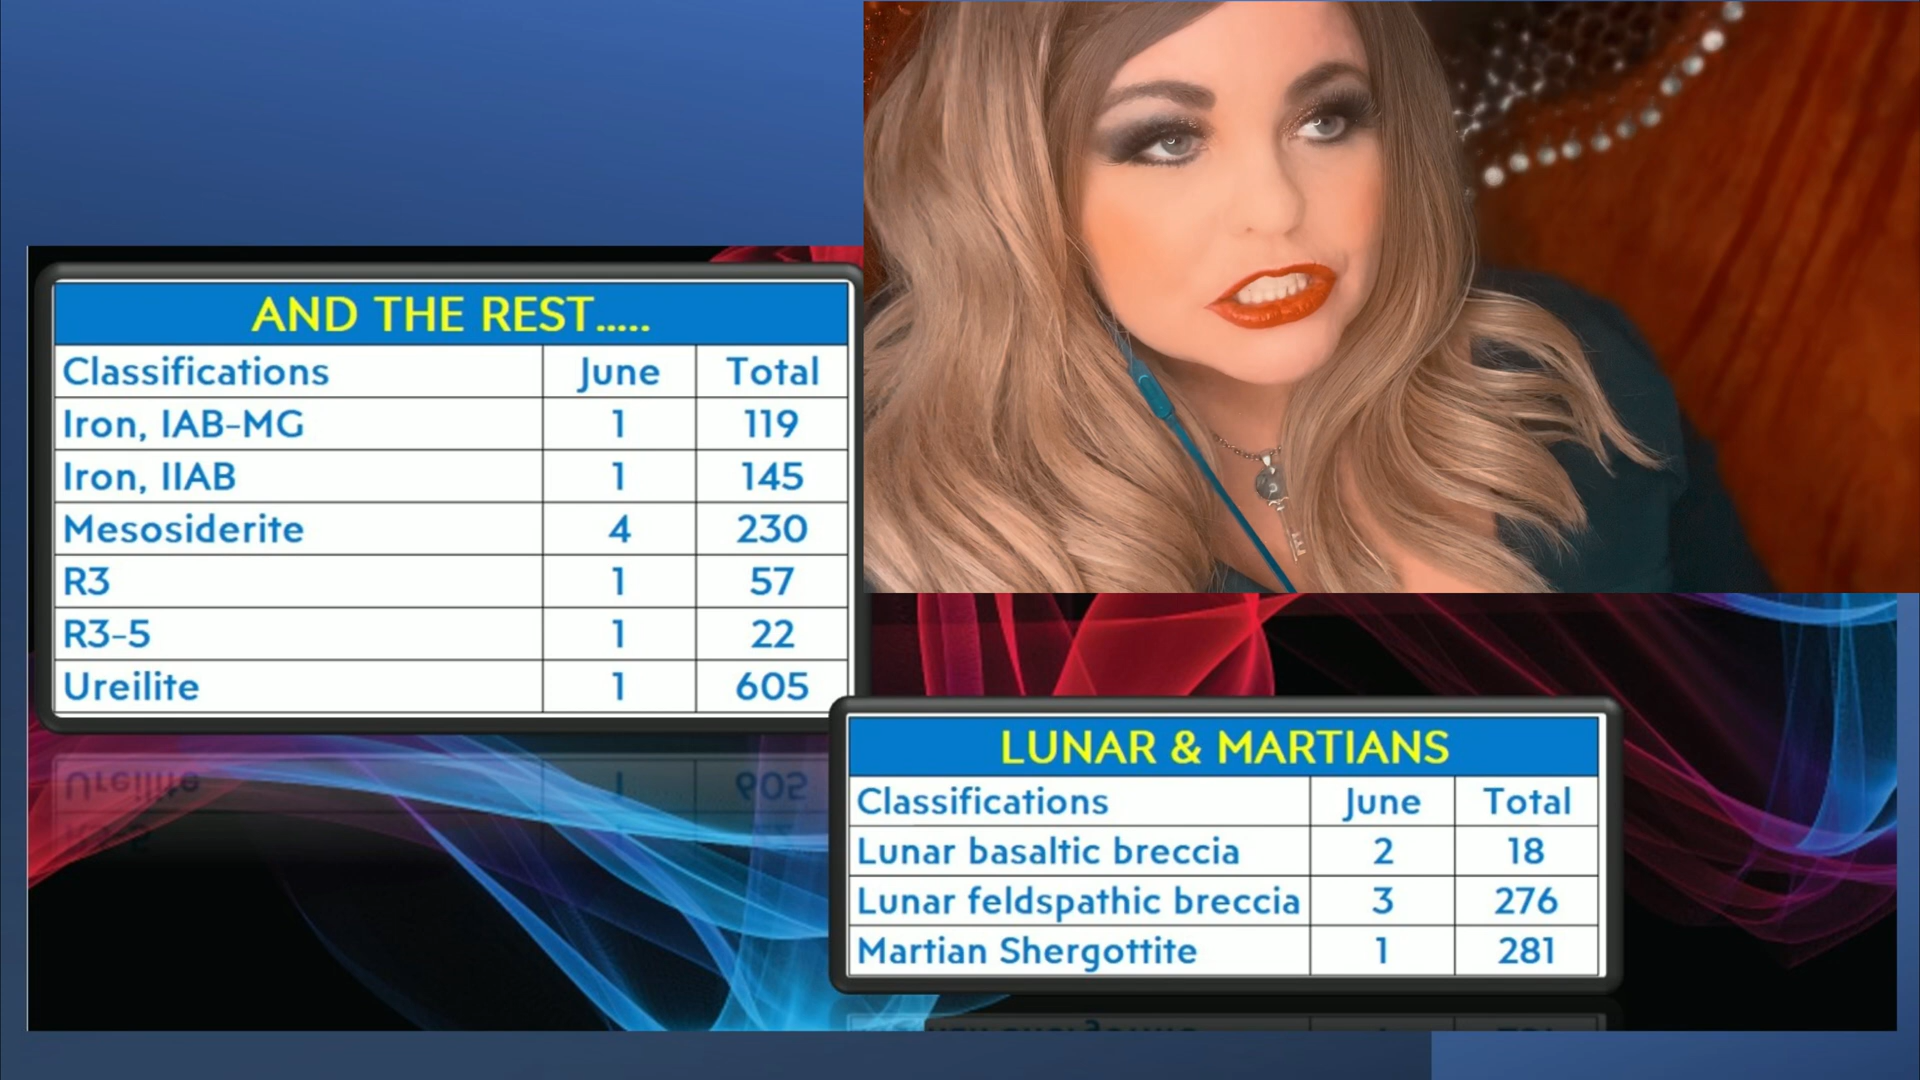 AND THE REST.....
Classifications June Total
Iron, IAB-MG 1 119
Iron, IIAB 1 145
Mesosiderite 4 230
R3 1 57
R3-5 1 22
Ureilite 1 605
LUNAR & MARTIANS
Classifications June Total
Lunar basaltic breccia 2 18
Lunar feldspathic breccia 3 276
Martian Shergottite 1 281